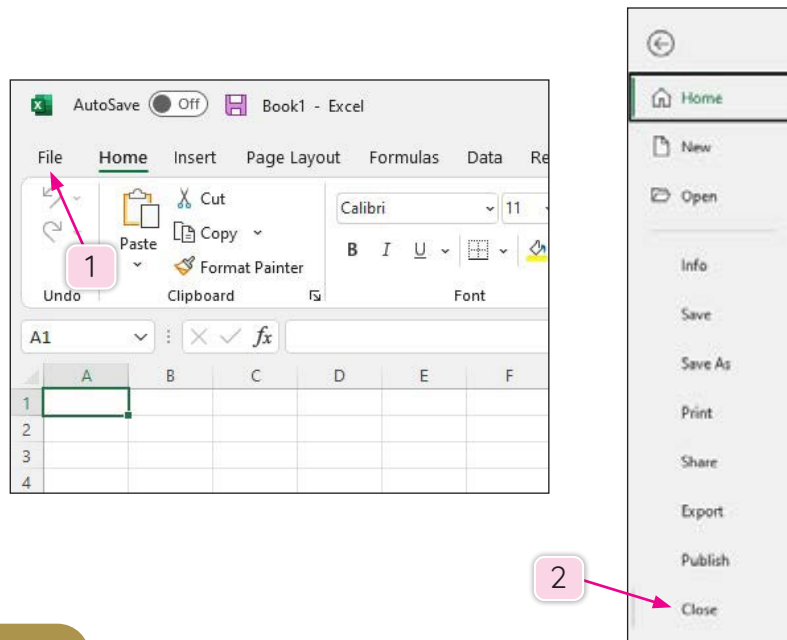 AutoSave Off Book1 - Excel
File Home Insert Page Layout Formulas Data Re
Cut
Calibri 11
Paste
Copy
B I U
Format Painter
1
Undo Clipboard Font
A1 fx
A B C D E F
1
2
3
4
Home
New
Open
Info
Save
Save As
Print
Share
Export
Publish
2
Close